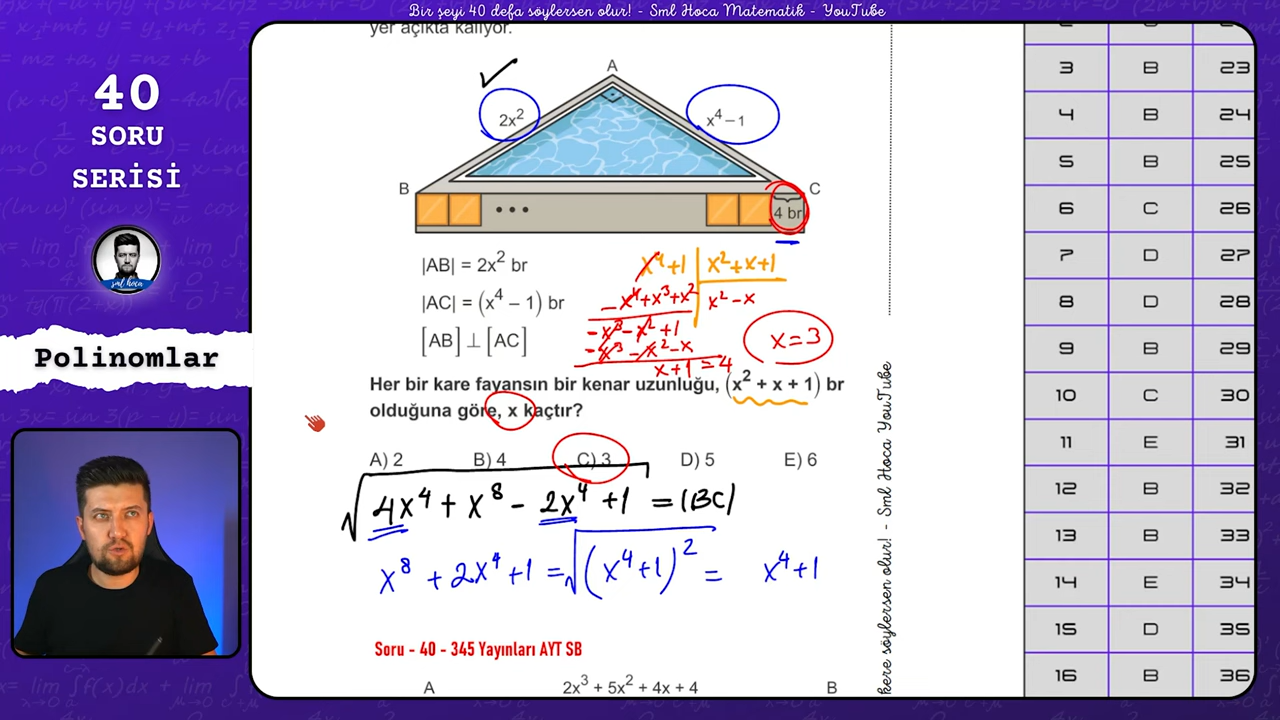 Bir şeyi 40 defa söylersen olur! - Sml Hoca Matematik - YouTube
40
SORU
SERİSİ
sml hoca
Polinomlar
yer açıkta kalıyor.
A
2x²
x⁴−1
B
C
4 br
|AB| = 2x² br
|AC| = (x⁴ − 1) br
[AB] ⊥ [AC]
x⁴+1 | x²+x+1
−x⁴+x³+x² | x²−x
−x³−x²+1
−x³−x²−x
x+1 = 4
x=3
Her bir kare fayansın bir kenar uzunluğu, (x² + x + 1) br
olduğuna göre, x kaçtır?
A) 2 B) 4 C) 3 D) 5 E) 6
√4x⁴ + x⁸ − 2x⁴ + 1 = |BC|
x⁸ + 2x⁴ + 1 = √(x⁴+1)² = x⁴+1
Soru - 40 - 345 Yayınları AYT SB
A 2x³ + 5x² + 4x + 4 B
kere söylersen olur! - Sml Hoca YouTube
3 B 23
4 B 24
5 B 25
6 C 26
7 D 27
8 D 28
9 B 29
10 C 30
11 E 31
12 B 32
13 B 33
14 E 34
15 D 35
16 B 36